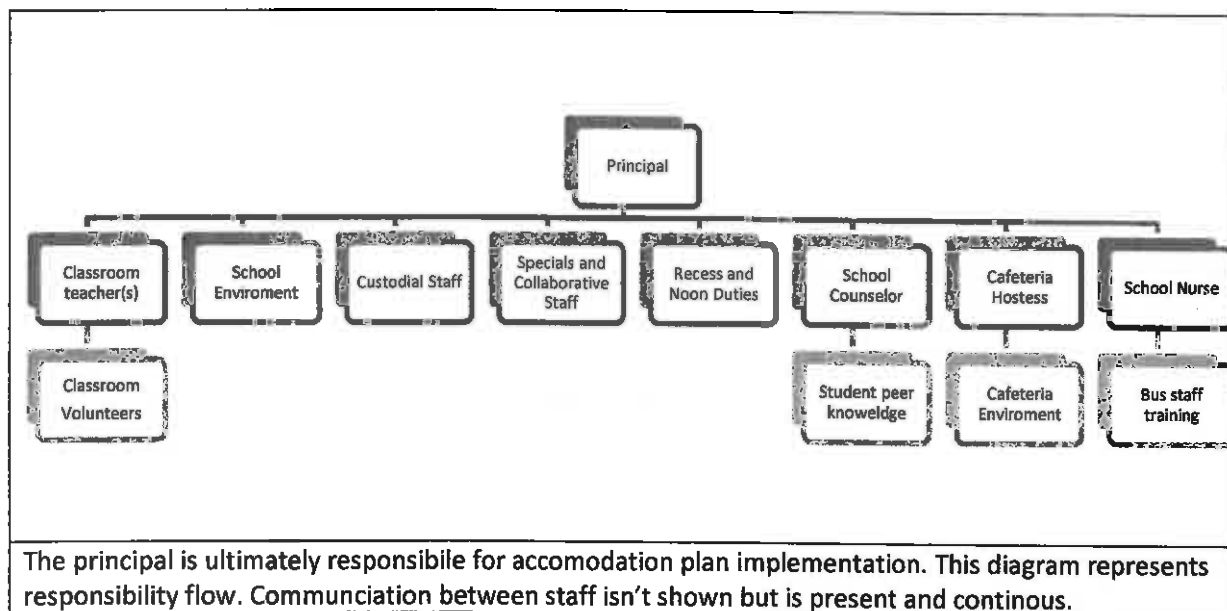 Principal
Classroom
teacher(s)
School
Enviroment
Custodial Staff
Specials and
Collaborative
Staff
Recess and
Noon Duties
School
Counselor
Cafeteria
Hostess
School Nurse
Classroom
Volunteers
Student peer
knoweldge
Cafeteria
Enviroment
Bus staff
training
The principal is ultimately responsibile for accomodation plan implementation. This diagram represents
responsibility flow. Communciation between staff isn't shown but is present and continous.